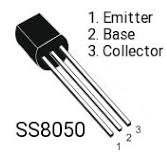 1. Emitter
2. Base
3. Collector
SS8050
1
2
3